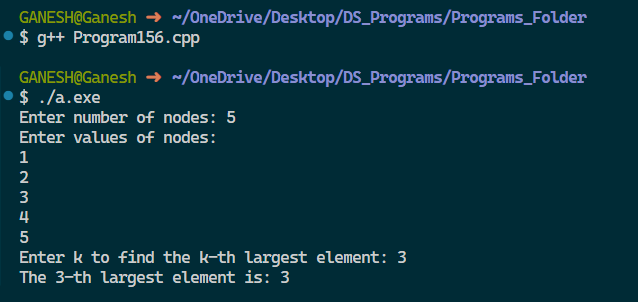 GANESH@Ganesh ➜ ~/OneDrive/Desktop/DS_Programs/Programs_Folder
$ g++ Program156.cpp
GANESH@Ganesh ➜ ~/OneDrive/Desktop/DS_Programs/Programs_Folder
$ ./a.exe
Enter number of nodes: 5
Enter values of nodes:
1
2
3
4
5
Enter k to find the k-th largest element: 3
The 3-th largest element is: 3